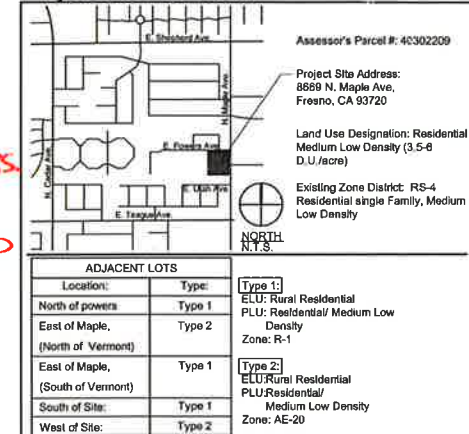 E. Shepherd Ave.
Assessor's Parcel #: 40302209
N. Maple Ave.
Project Site Address:
8669 N. Maple Ave,
Fresno, CA 93720
Land Use Designation: Residential
Medium Low Density (3.5-6
D.U./acre)
N. Cedar Ave.
E. Powers Ave.
Existing Zone District: RS-4
Residential single Family, Medium
Low Density
E. Utah Ave.
E. Teague Ave.
NORTH
N.T.S.
ADJACENT LOTS
Location: Type:
North of powers Type 1
East of Maple, Type 2
(North of Vermont)
East of Maple, Type 1
(South of Vermont)
South of Site: Type 1
West of Site: Type 2
Type 1:
ELU: Rural Residential
PLU: Residential/ Medium Low
Density
Zone: R-1
Type 2:
ELU:Rural Residential
PLU:Residential/
Medium Low Density
Zone: AE-20